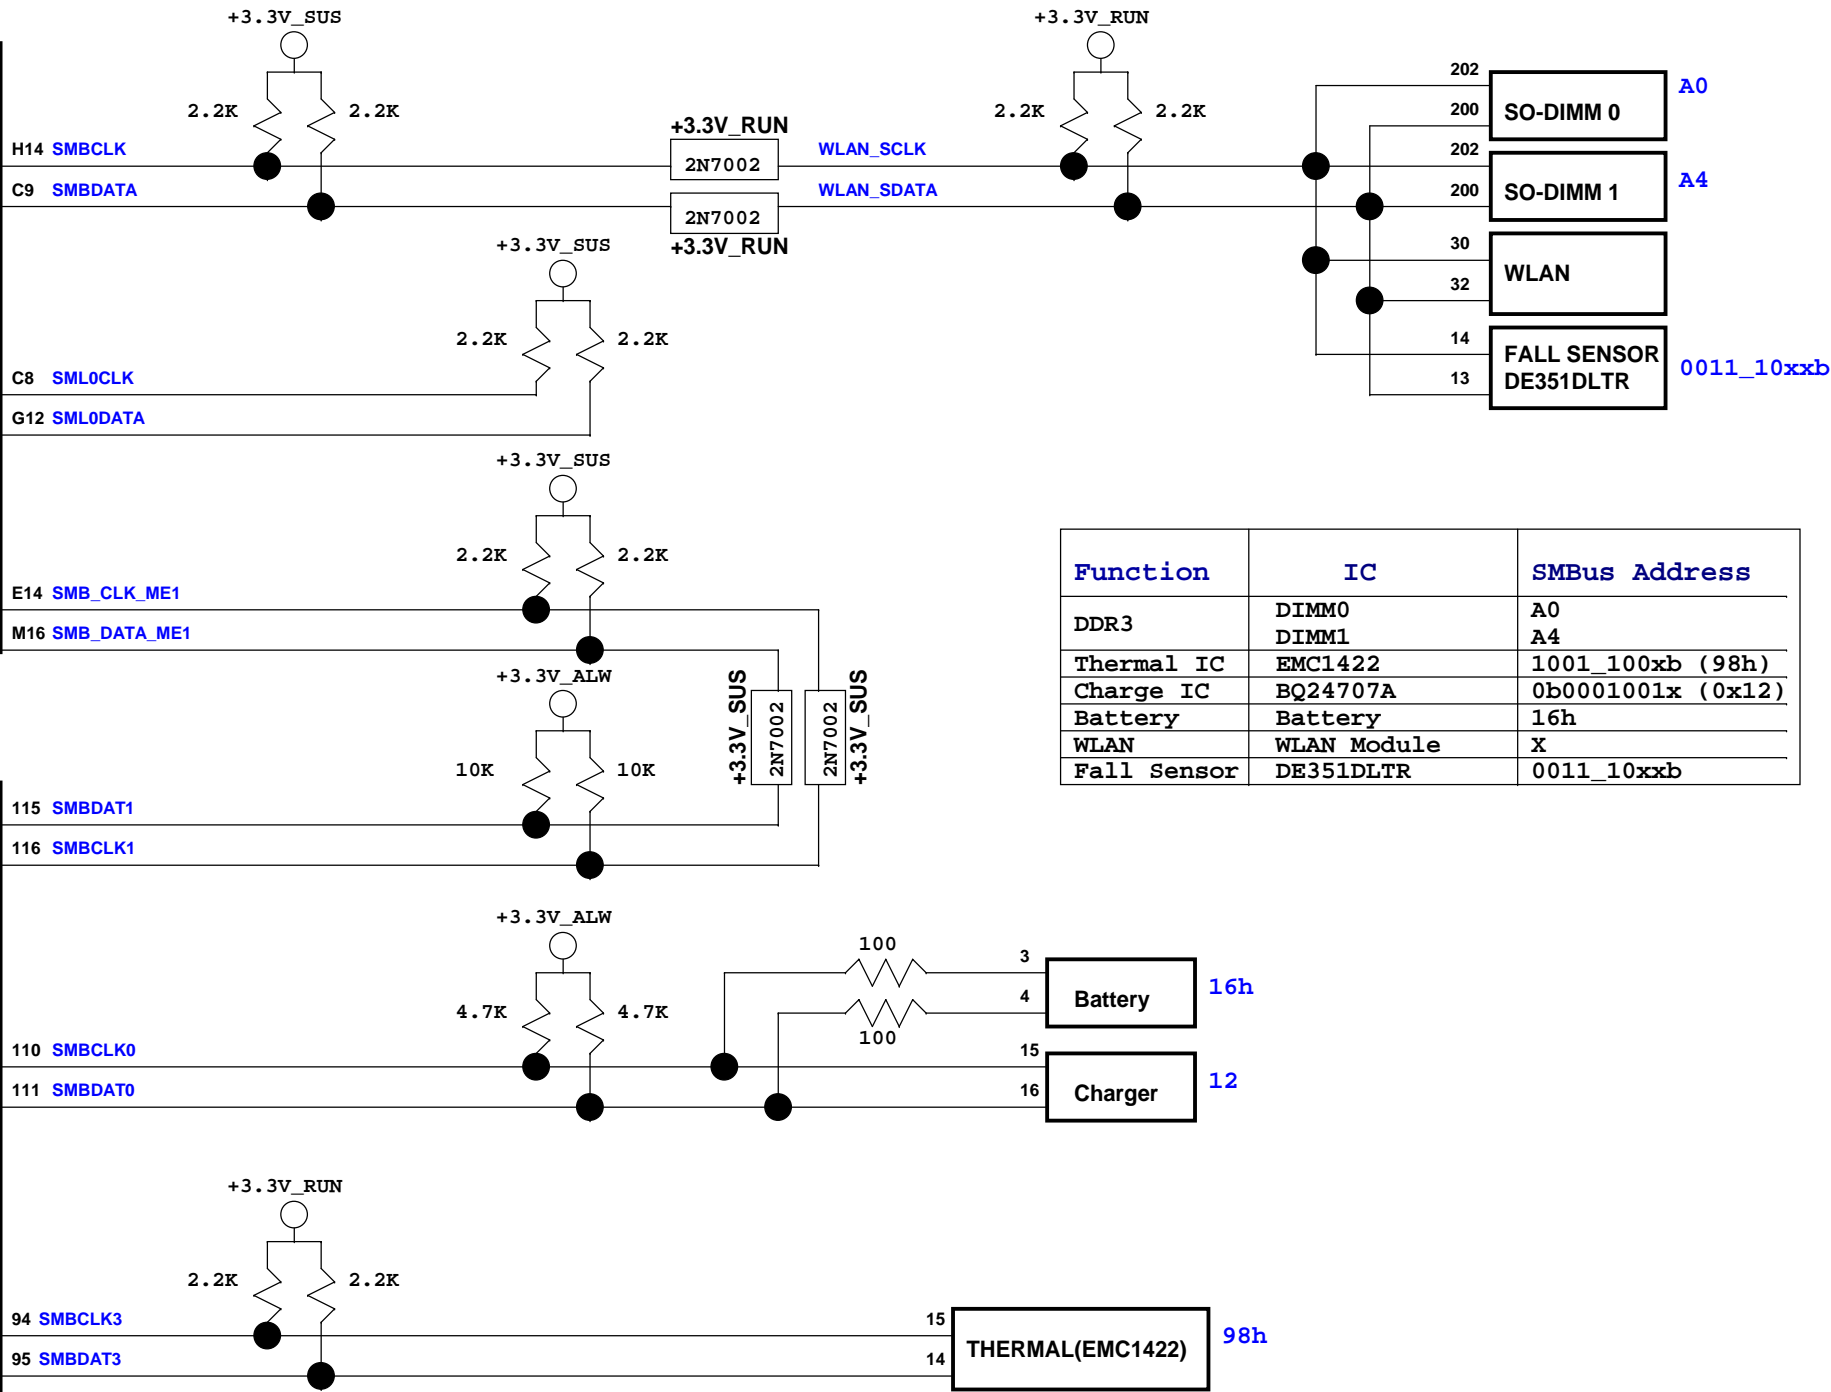 +3.3V_SUS
+3.3V_RUN
2.2K 2.2K
2.2K 2.2K
202
200
SO-DIMM 0
A0
+3.3V_RUN
H14 SMBCLK
2N7002
WLAN_SCLK
202
C9 SMBDATA
2N7002
WLAN_SDATA
200
SO-DIMM 1
A4
+3.3V_RUN
+3.3V_SUS
30
32
WLAN
2.2K 2.2K
14
13
FALL SENSOR
DE351DLTR
0011_10xxb
C8 SML0CLK
G12 SML0DATA
+3.3V_SUS
2.2K 2.2K
E14 SMB_CLK_ME1
M16 SMB_DATA_ME1
+3.3V_ALW
+3.3V_SUS
2N7002
2N7002
+3.3V_SUS
10K 10K
115 SMBDAT1
116 SMBCLK1
Function IC SMBus Address
DDR3
DIMM0 A0
DIMM1 A4
Thermal IC EMC1422 1001_100xb (98h)
Charge IC BQ24707A 0b0001001x (0x12)
Battery Battery 16h
WLAN WLAN Module X
Fall Sensor DE351DLTR 0011_10xxb
+3.3V_ALW
4.7K 4.7K
100
100
3
4
Battery
16h
110 SMBCLK0
111 SMBDAT0
15
16
Charger
12
+3.3V_RUN
2.2K 2.2K
94 SMBCLK3
95 SMBDAT3
15
14
THERMAL(EMC1422)
98h